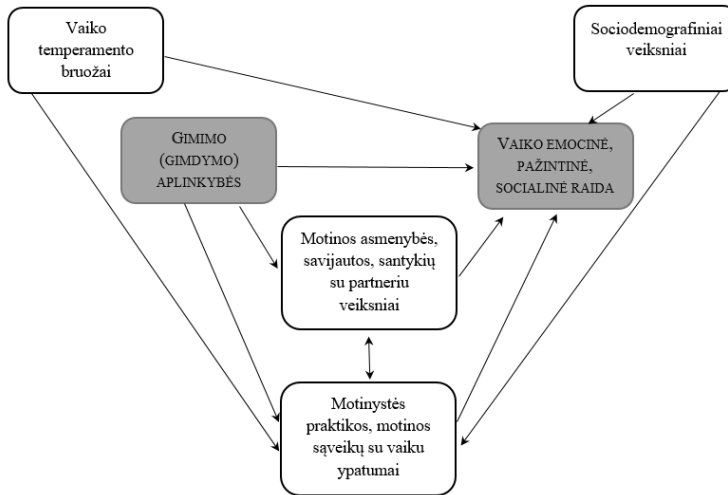 Vaiko
temperamento
bruožai
Sociodemografiniai
veiksniai
GIMIMO
(GIMDYMO)
APLINKYBĖS
VAIKO EMOCINĖ,
PAŽINTINĖ,
SOCIALINĖ RAIDA
Motinos asmenybės,
savijautos, santykių
su partneriu
veiksniai
Motinystės
praktikos, motinos
sąveikų su vaiku
ypatumai